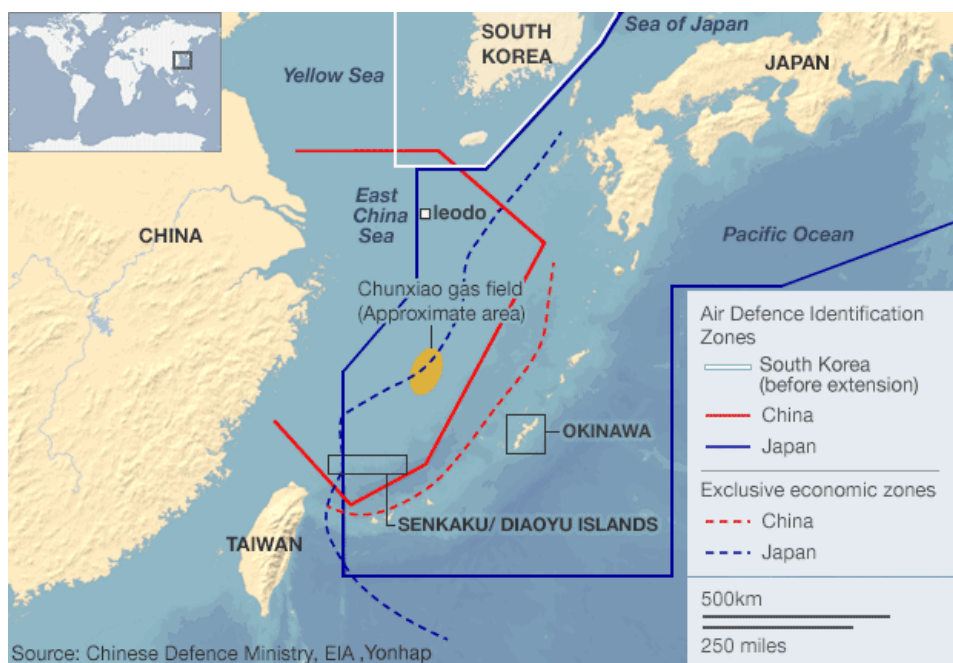 SOUTH
KOREA
Sea of Japan
Yellow Sea
JAPAN
East
China
Sea
Ieodo
CHINA
Pacific Ocean
Chunxiao gas field
(Approximate area)
OKINAWA
SENKAKU/ DIAOYU ISLANDS
TAIWAN
Air Defence Identification
Zones
South Korea
(before extension)
China
Japan
Exclusive economic zones
China
Japan
500km
250 miles
Source: Chinese Defence Ministry, EIA ,Yonhap